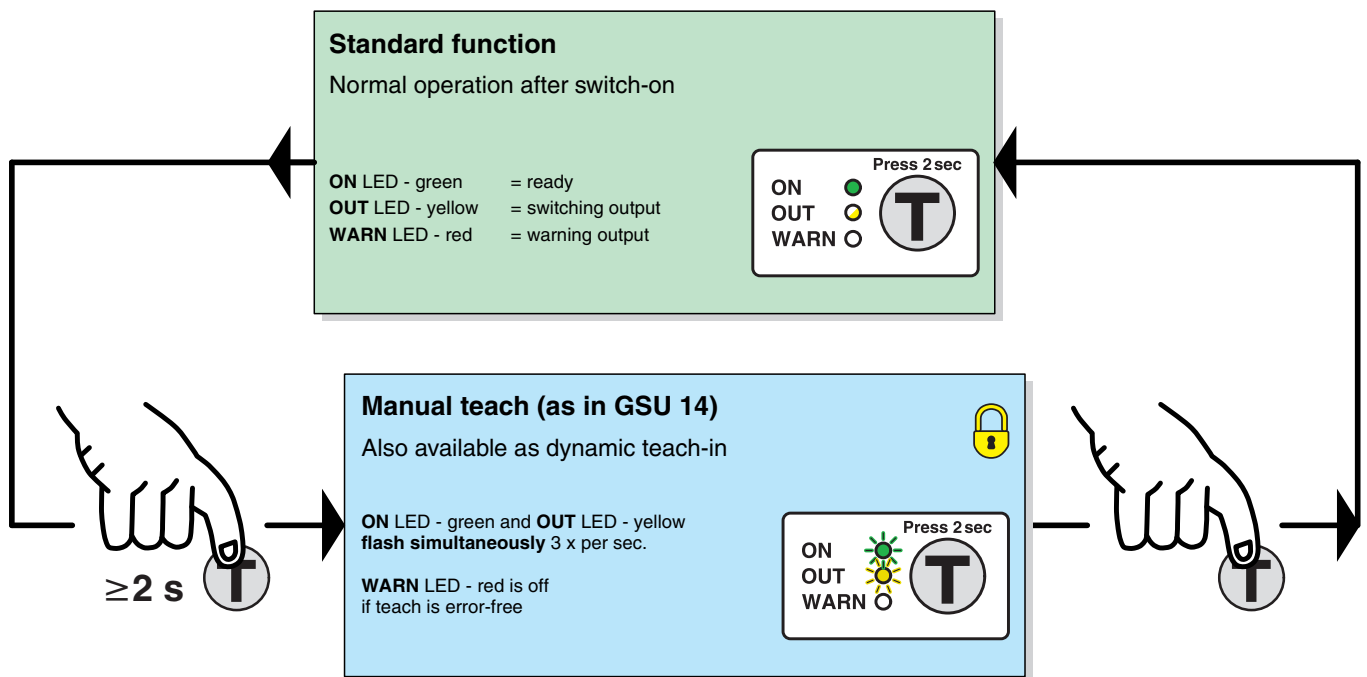 Standard function
Normal operation after switch-on
ON LED - green = ready
OUT LED - yellow = switching output
WARN LED - red = warning output
Press 2 sec
ON
OUT
WARN
T
Manual teach (as in GSU 14)
Also available as dynamic teach-in
ON LED - green and OUT LED - yellow
flash simultaneously 3 x per sec.
WARN LED - red is off
if teach is error-free
Press 2 sec
ON
OUT
WARN
T
≥2 s
T
T